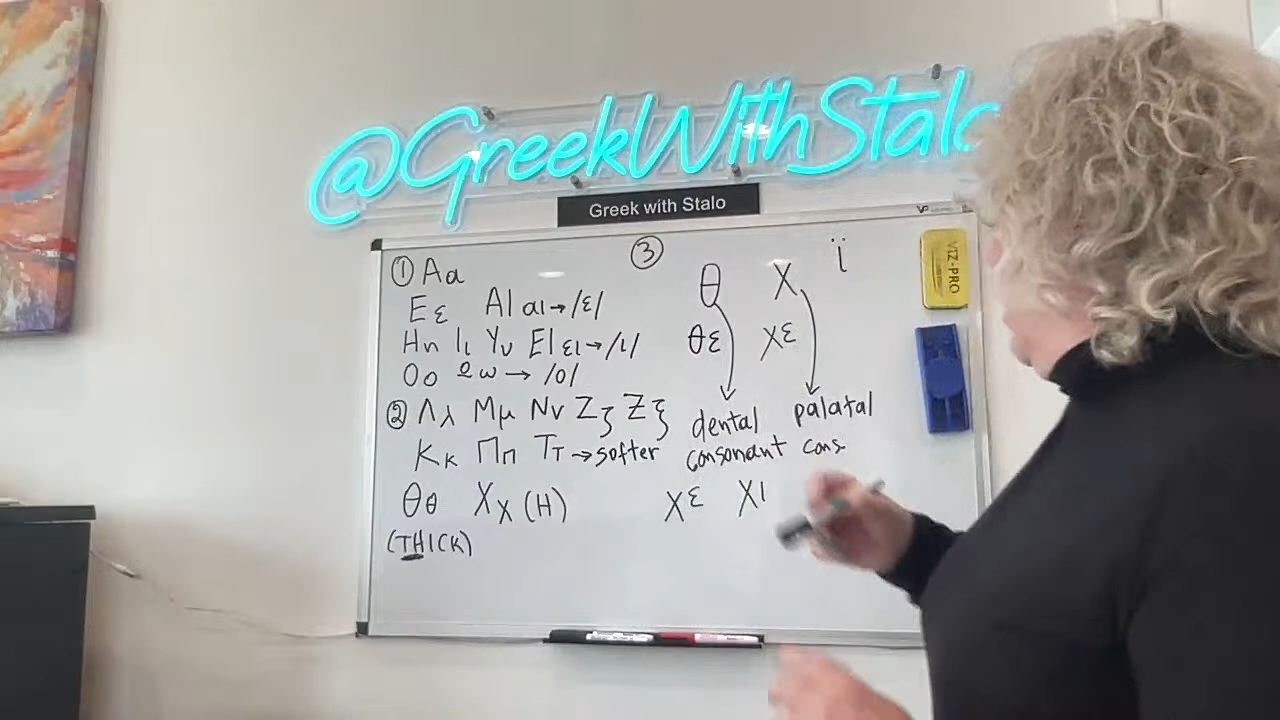 @GreekWithStalo
Greek with Stalo
VIZ-PRO
① Αα
Εε ΑΙ αι→/ε/
Ηη Ιι Υυ ΕΙ ει→/ι/
Οο Ωω→ /ο/
② Λλ Μμ Νν Ζζ Ξξ
Κκ Ππ Ττ→softer
Θθ Χχ (H)
(THICK)
③
θ χ ϊ
θε χε
dental palatal
consonant cons
χε χι